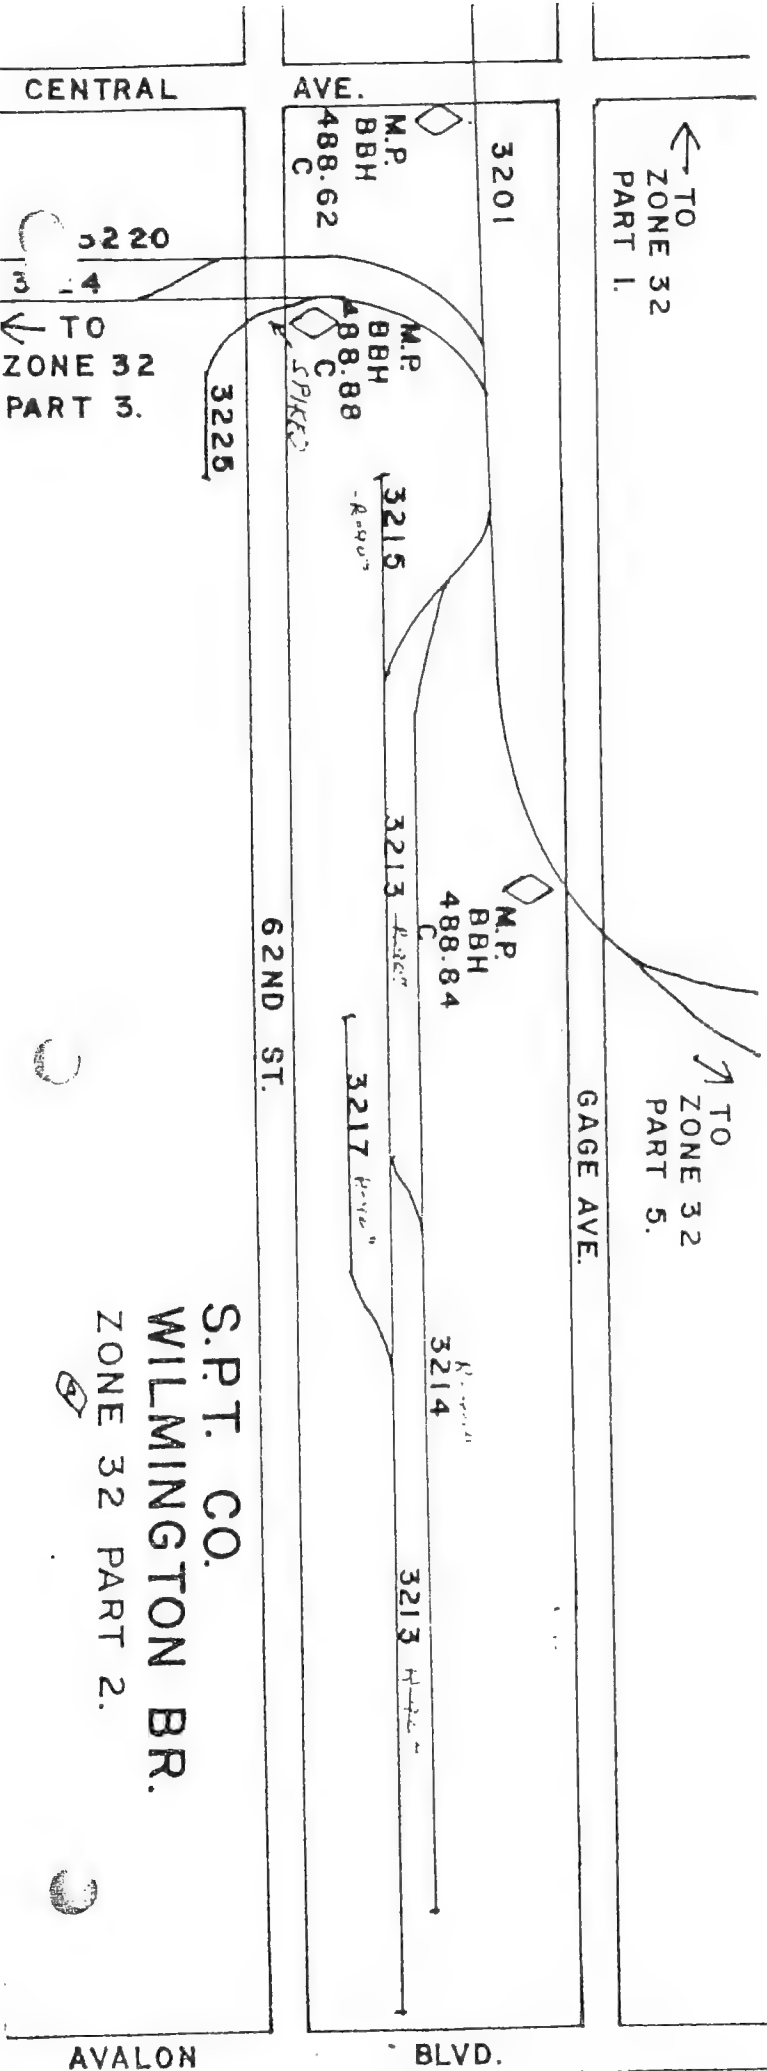 CENTRAL AVE.
TO
ZONE 32
PART 1.
3201
M.P.
BBH
488.62
C
3220
TO
ZONE 32
PART 3.
M.P.
BBH
488.88
C
SPIKED
3225
3215
3213
M.P.
BBH
488.84
C
62ND ST.
TO
ZONE 32
PART 5.
GAGE AVE.
3217
3214
3213
S.P.T. CO.
WILMINGTON BR.
ZONE 32 PART 2.
AVALON BLVD.